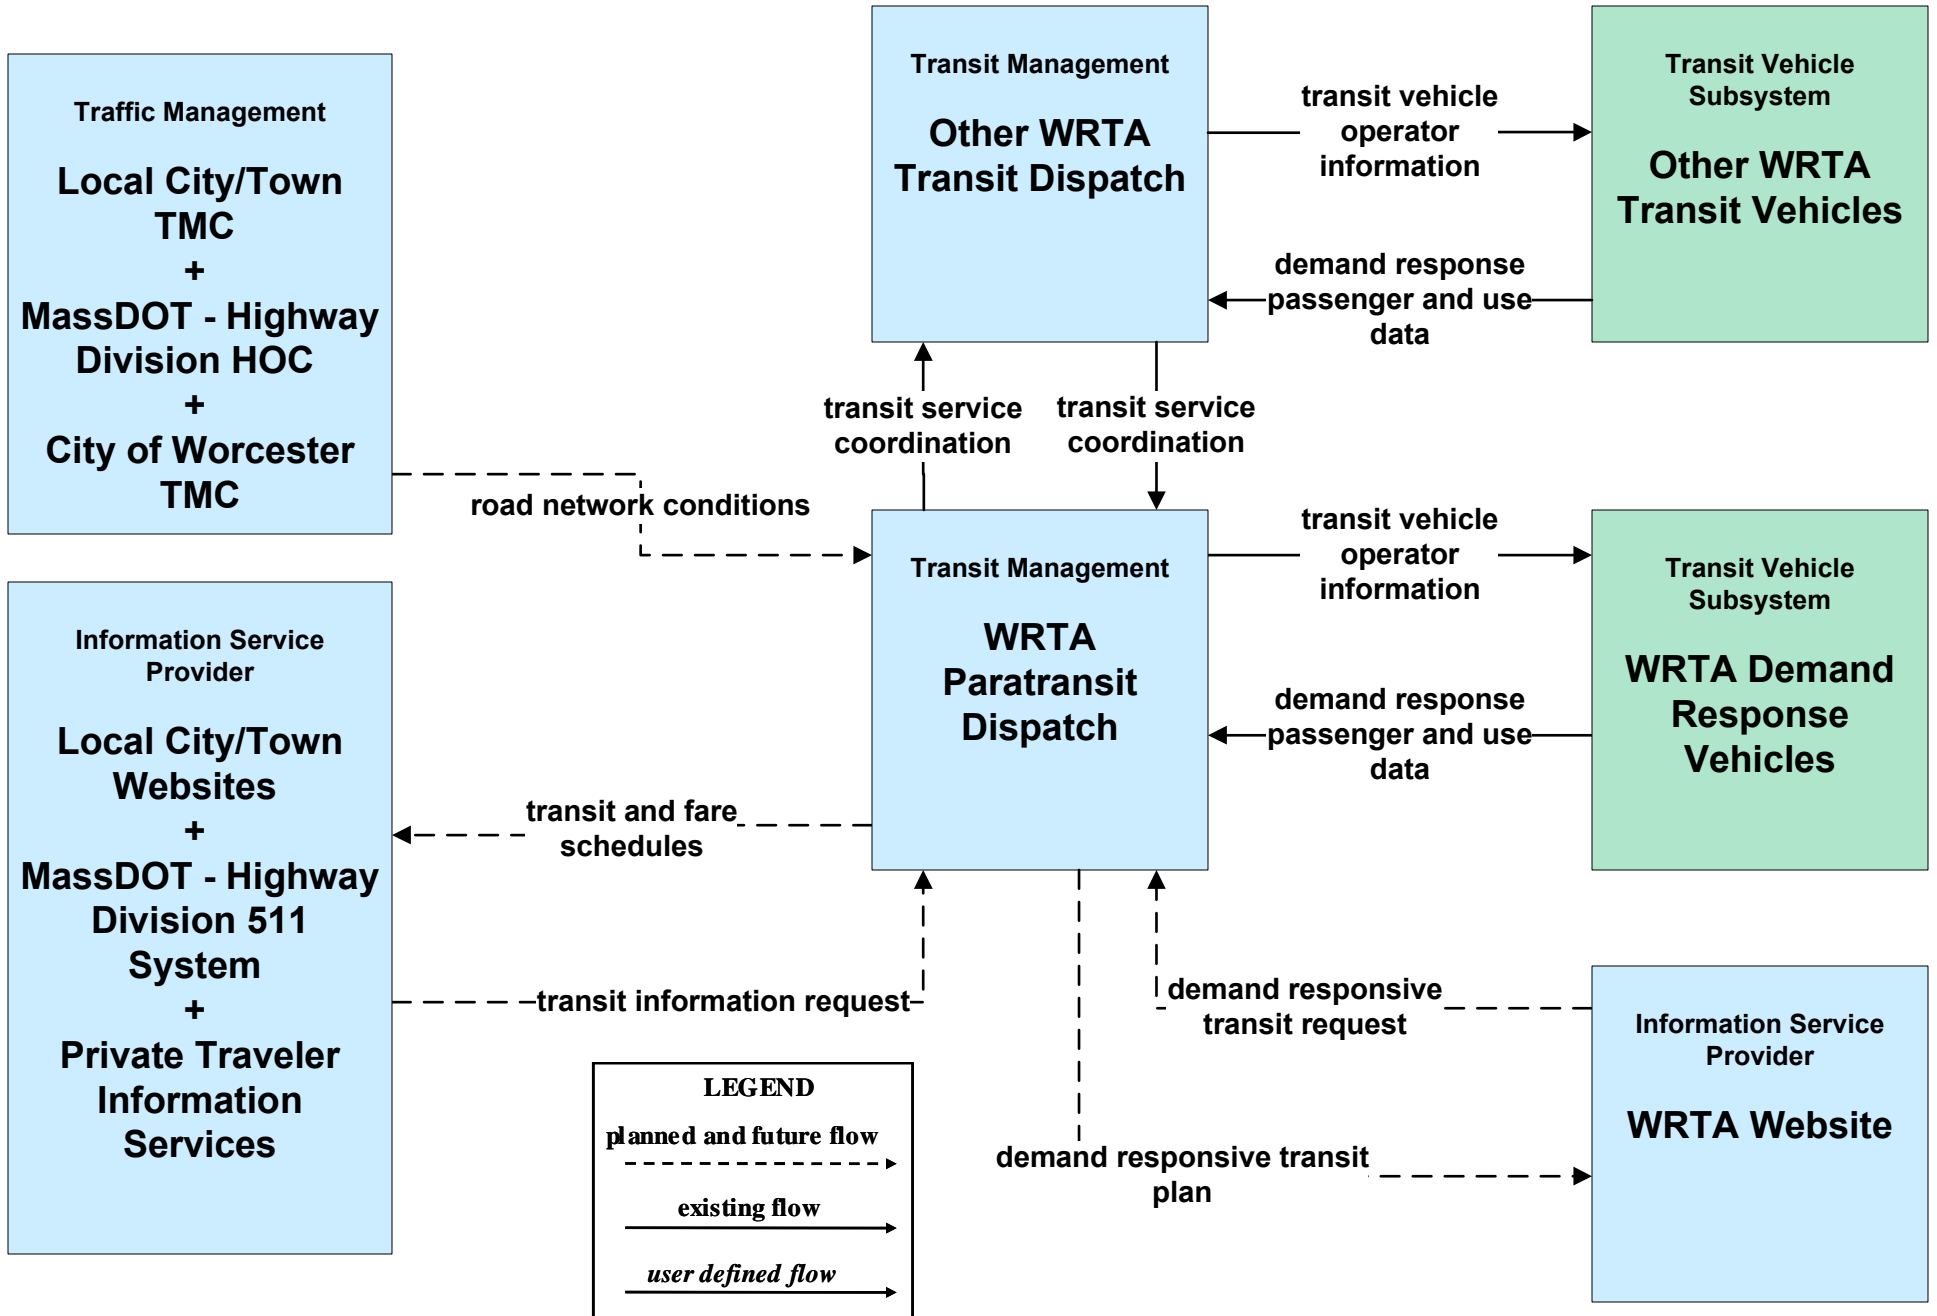 Traffic Management
Local City/Town
TMC
+
MassDOT - Highway
Division HOC
+
City of Worcester
TMC
Transit Management
Other WRTA
Transit Dispatch
transit vehicle
operator
information
Transit Vehicle
Subsystem
Other WRTA
Transit Vehicles
demand response
passenger and use
data
transit service
coordination
transit service
coordination
road network conditions
Information Service
Provider
Local City/Town
Websites
+
MassDOT - Highway
Division 511
System
+
Private Traveler
Information
Services
Transit Management
WRTA
Paratransit
Dispatch
transit vehicle
operator
information
Transit Vehicle
Subsystem
WRTA Demand
Response
Vehicles
demand response
passenger and use
data
transit and fare
schedules
transit information request
demand responsive
transit request
Information Service
Provider
WRTA Website
demand responsive transit
plan
LEGEND
planned and future flow
existing flow
user defined flow